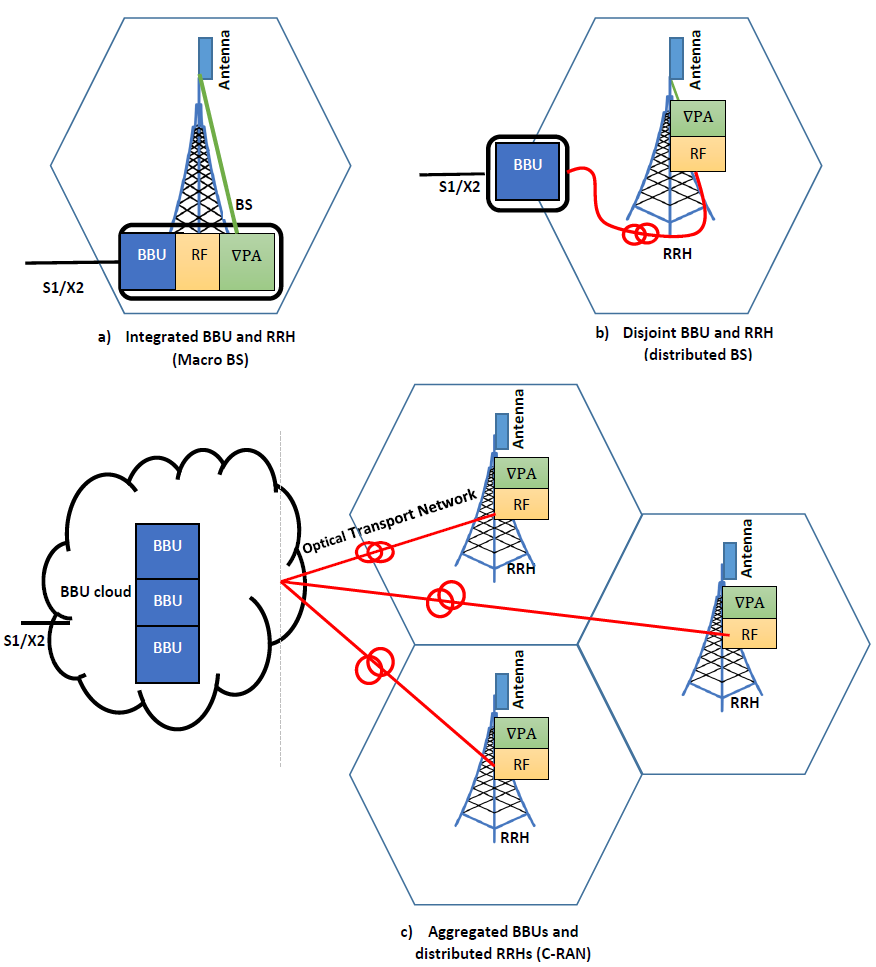 Antenna
BS
BBU
RF
∇PA
S1/X2
a) Integrated BBU and RRH
(Macro BS)
Antenna
∇PA
RF
BBU
S1/X2
RRH
b) Disjoint BBU and RRH
(distributed BS)
Antenna
∇PA
RF
Optical Transport Network
RRH
BBU
BBU cloud
BBU
BBU
S1/X2
Antenna
∇PA
RF
RRH
Antenna
∇PA
RF
RRH
c) Aggregated BBUs and
distributed RRHs (C-RAN)